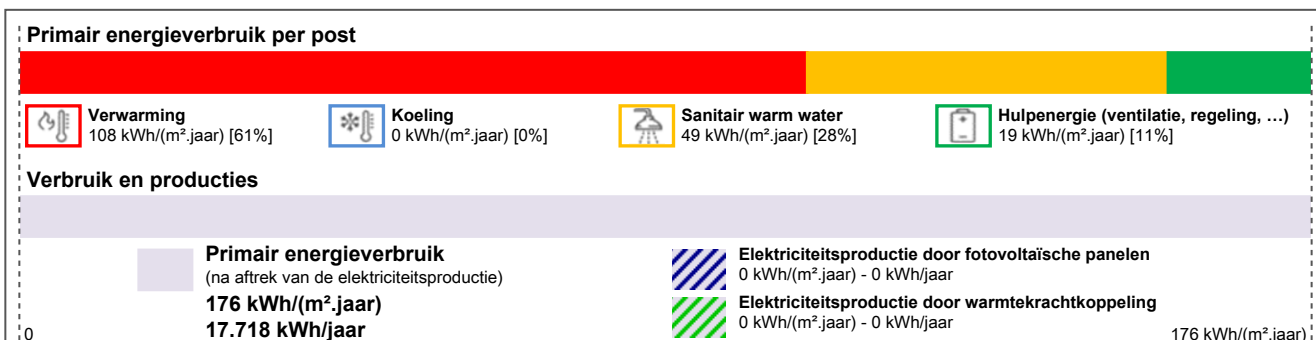 Primair energieverbruik per post
Verwarming
108 kWh/(m².jaar) [61%]
Koeling
0 kWh/(m².jaar) [0%]
Sanitair warm water
49 kWh/(m².jaar) [28%]
Hulpenergie (ventilatie, regeling, …)
19 kWh/(m².jaar) [11%]
Verbruik en producties
Primair energieverbruik
(na aftrek van de elektriciteitsproductie)
176 kWh/(m².jaar)
17.718 kWh/jaar
Elektriciteitsproductie door fotovoltaïsche panelen
0 kWh/(m².jaar) - 0 kWh/jaar
Elektriciteitsproductie door warmtekrachtkoppeling
0 kWh/(m².jaar) - 0 kWh/jaar
0
176 kWh/(m².jaar)